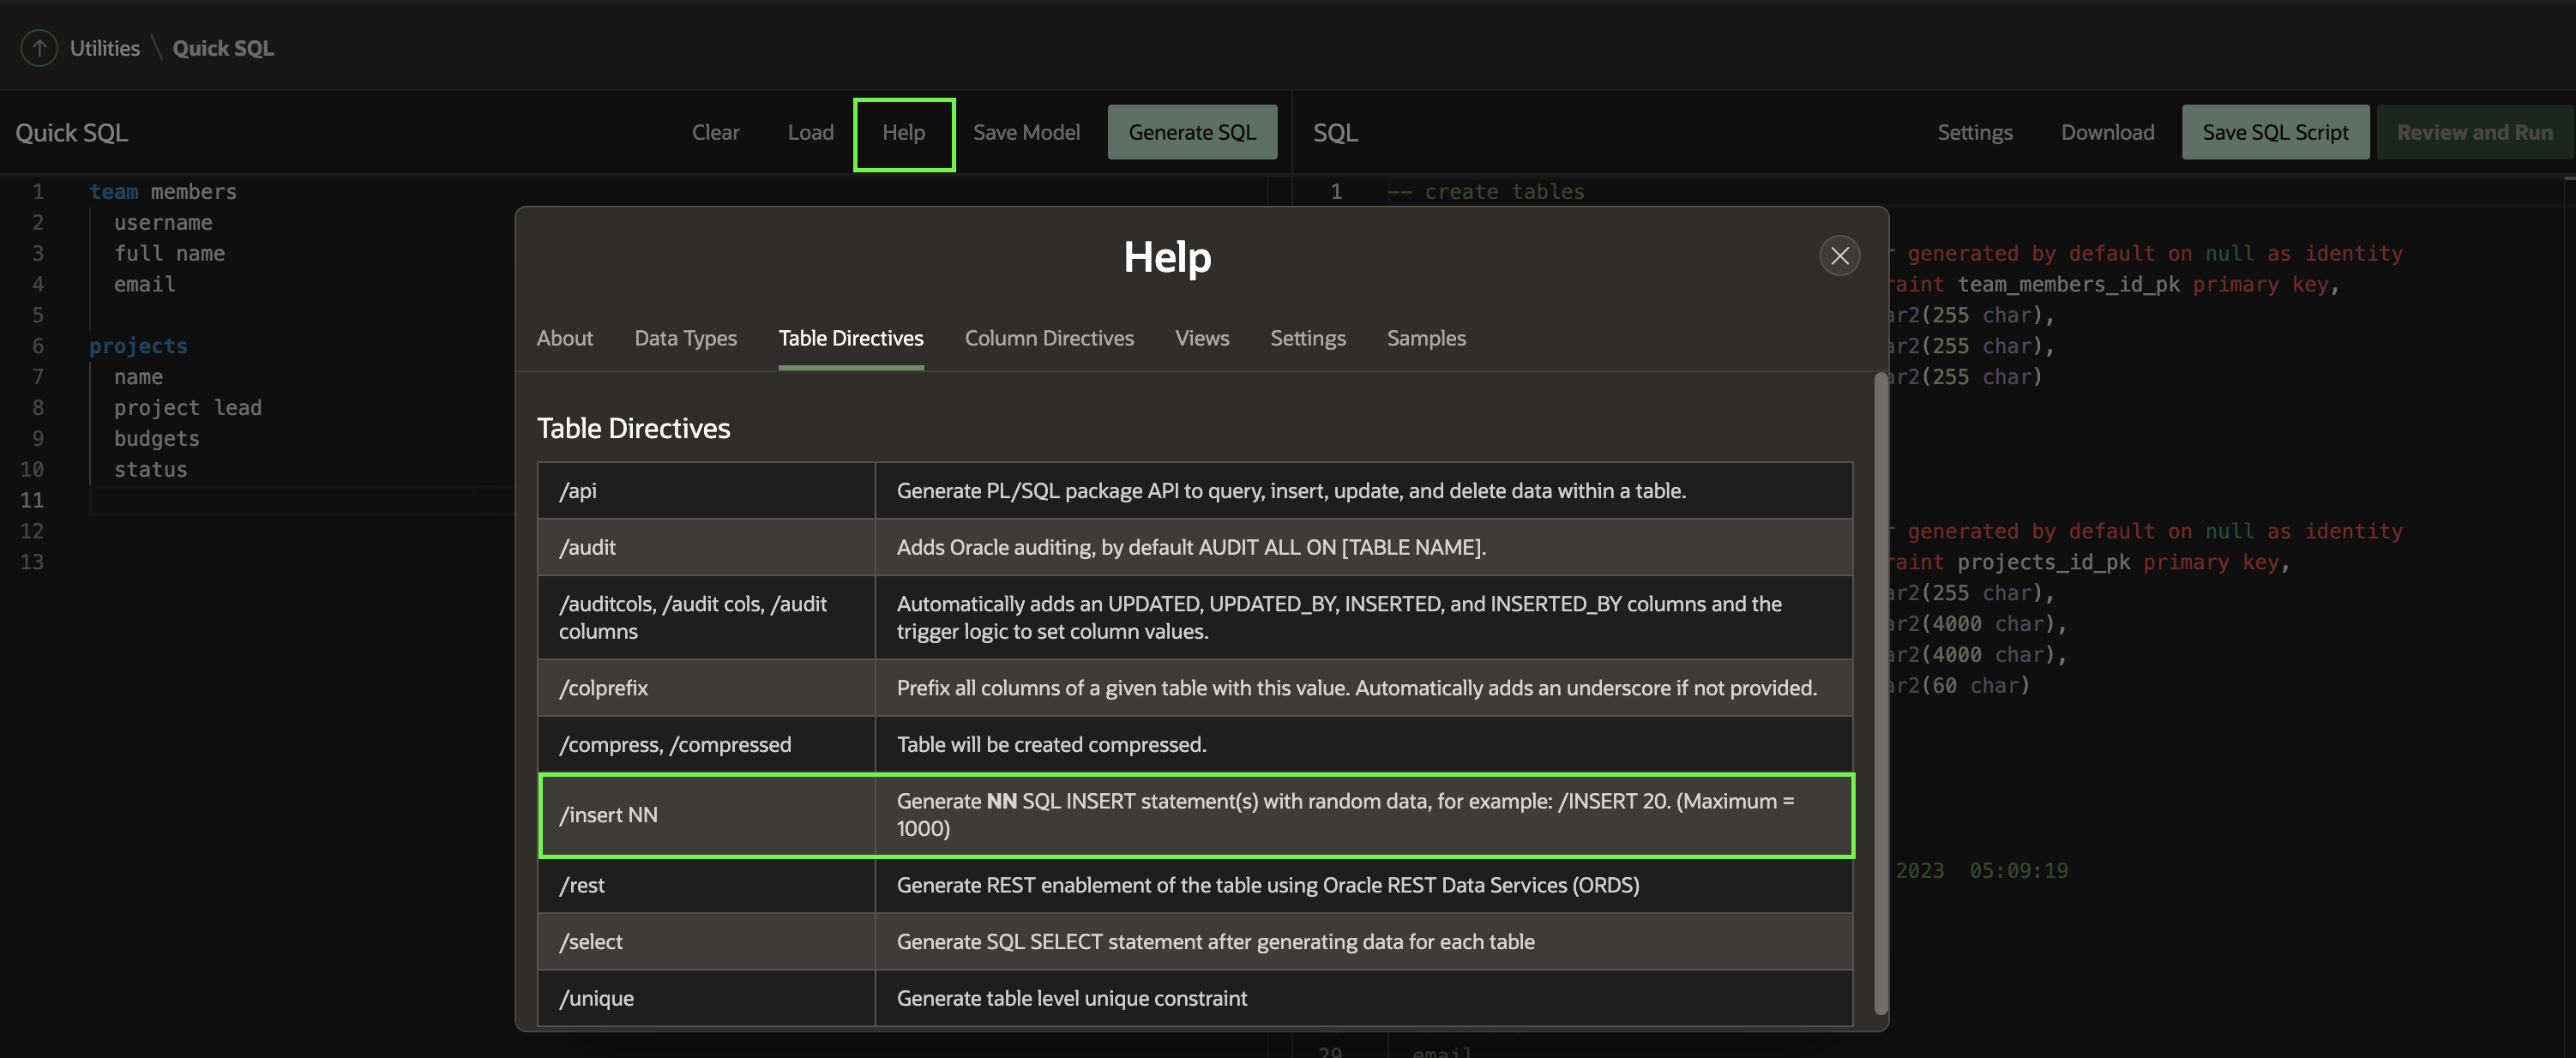 Utilities \ Quick SQL
Quick SQL
Clear Load Help Save Model Generate SQL
SQL
Settings Download Save SQL Script Review and Run
1 team members
2 username
3 full name
4 email
5
6 projects
7 name
8 project lead
9 budgets
10 status
11
12
13
1 -- create tables
generated by default on null as identity
team_members_id_pk primary key,
(255 char),
(255 char),
(255 char)
generated by default on null as identity
projects_id_pk primary key,
(255 char),
(4000 char),
(4000 char),
(60 char)
2023 05:09:19
29 email
Help
About Data Types Table Directives Column Directives Views Settings Samples
Table Directives
/api Generate PL/SQL package API to query, insert, update, and delete data within a table.
/audit Adds Oracle auditing, by default AUDIT ALL ON [TABLE NAME].
/auditcols, /audit cols, /audit
columns
Automatically adds an UPDATED, UPDATED_BY, INSERTED, and INSERTED_BY columns and the
trigger logic to set column values.
/colprefix Prefix all columns of a given table with this value. Automatically adds an underscore if not provided.
/compress, /compressed Table will be created compressed.
/insert NN
Generate NN SQL INSERT statement(s) with random data, for example: /INSERT 20. (Maximum =
1000)
/rest Generate REST enablement of the table using Oracle REST Data Services (ORDS)
/select Generate SQL SELECT statement after generating data for each table
/unique Generate table level unique constraint